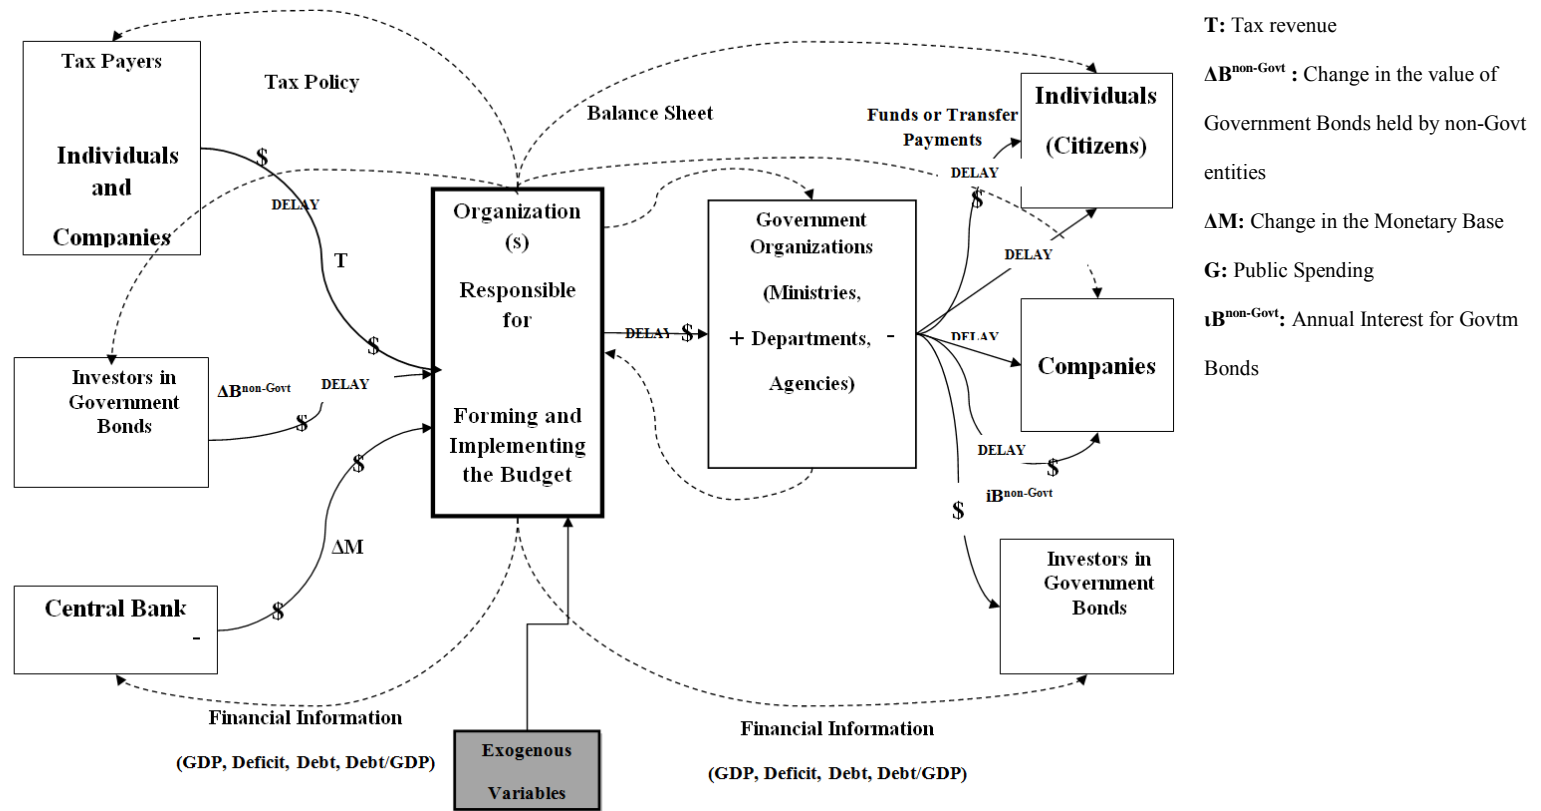 Tax Payers
Individuals
and
Companies
Tax Policy
$
DELAY
T
$
Investors in
Government
Bonds
ΔBnon-Govt
DELAY
$
$
ΔM
Central Bank
-
$
Financial Information
(GDP, Deficit, Debt, Debt/GDP)
Organization
(s)
Responsible
for
Forming and
Implementing
the Budget
Exogenous
Variables
Balance Sheet
DELAY $
Government
Organizations
(Ministries,
+ Departments, -
Agencies)
Funds or Transfer
Payments
DELAY
$
DELAY
DELAY
DELAY
$
iBnon-Govt
$
Individuals
(Citizens)
Companies
Investors in
Government
Bonds
Financial Information
(GDP, Deficit, Debt, Debt/GDP)
T: Tax revenue
ΔBnon-Govt : Change in the value of
Government Bonds held by non-Govt
entities
ΔM: Change in the Monetary Base
G: Public Spending
ιBnon-Govt: Annual Interest for Govtm
Bonds